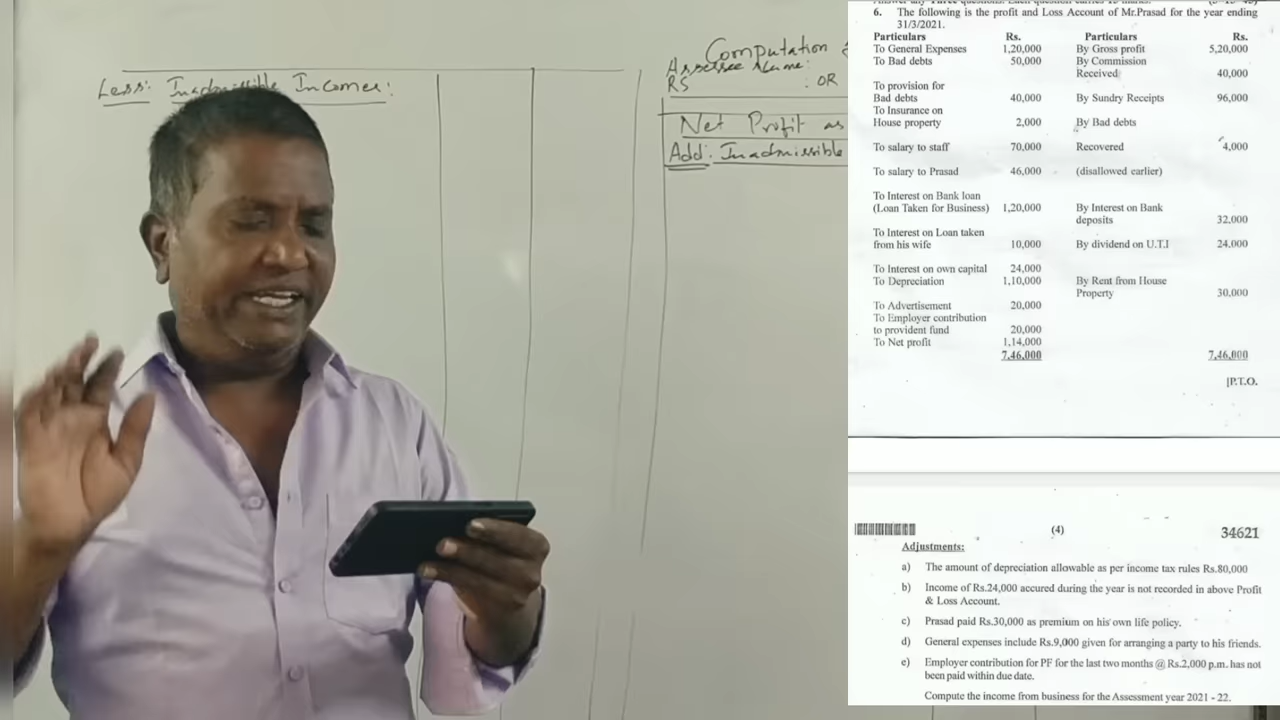 Less: Inadmissible Incomes:
Computation
Assessee Name:
RS : OR
Net Profit as
Add: Inadmissible
6. The following is the profit and Loss Account of Mr.Prasad for the year ending
31/3/2021.
Particulars Rs. Particulars Rs.
To General Expenses 1,20,000 By Gross profit 5,20,000
To Bad debts 50,000 By Commission
Received 40,000
To provision for
Bad debts 40,000 By Sundry Receipts 96,000
To Insurance on
House property 2,000 By Bad debts
To salary to staff 70,000 Recovered 4,000
To salary to Prasad 46,000 (disallowed earlier)
To Interest on Bank loan
(Loan Taken for Business) 1,20,000 By Interest on Bank
deposits 32,000
To Interest on Loan taken
from his wife 10,000 By dividend on U.T.I 24,000
To Interest on own capital 24,000
To Depreciation 1,10,000 By Rent from House
Property 30,000
To Advertisement 20,000
To Employer contribution
to provident fund 20,000
To Net profit 1,14,000
7,46,000 7,46,000
[P.T.O.
(4) 34621
Adjustments:
a) The amount of depreciation allowable as per income tax rules Rs.80,000
b) Income of Rs.24,000 accured during the year is not recorded in above Profit
& Loss Account.
c) Prasad paid Rs.30,000 as premium on his own life policy.
d) General expenses include Rs.9,000 given for arranging a party to his friends.
e) Employer contribution for PF for the last two months @ Rs.2,000 p.m. has not
been paid within due date.
Compute the income from business for the Assessment year 2021 - 22.